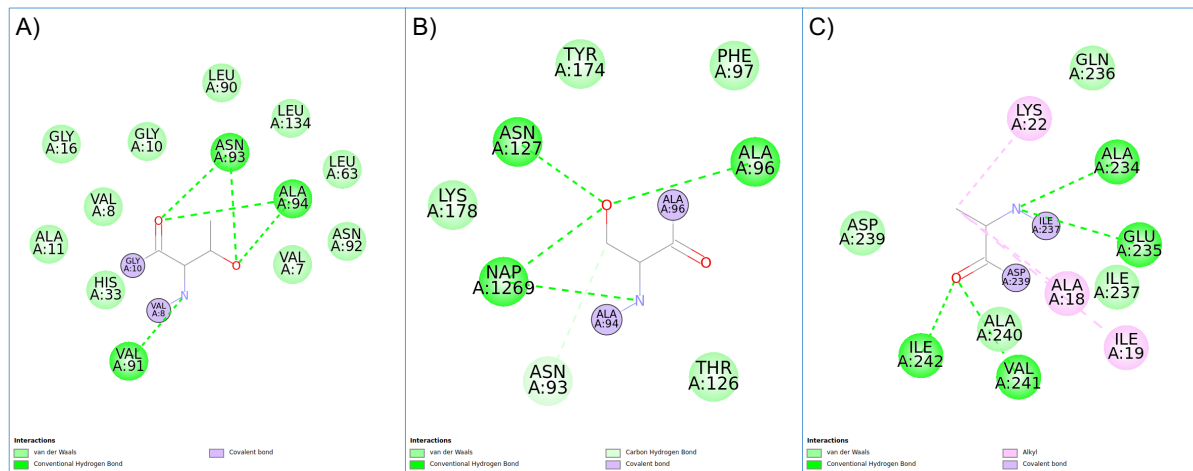 A)
LEU
A:90
LEU
A:134
GLY
A:16
GLY
A:10
ASN
A:93
LEU
A:63
VAL
A:8
ALA
A:94
O
ALA
A:11
ASN
A:92
GLY
A:10
O
VAL
A:7
HIS
A:33
VAL
A:8
N
VAL
A:91
Interactions
van der Waals
Conventional Hydrogen Bond
Covalent bond
B)
TYR
A:174
PHE
A:97
ASN
A:127
ALA
A:96
LYS
A:178
O
ALA
A:96
O
NAP
A:1269
N
ALA
A:94
ASN
A:93
THR
A:126
Interactions
van der Waals
Conventional Hydrogen Bond
Carbon Hydrogen Bond
Covalent bond
C)
GLN
A:236
LYS
A:22
ALA
A:234
N
ILE
A:237
ASP
A:239
GLU
A:235
O
ASP
A:239
ALA
A:18
ILE
A:237
ALA
A:240
ILE
A:242
ILE
A:19
VAL
A:241
Interactions
van der Waals
Conventional Hydrogen Bond
Alkyl
Covalent bond